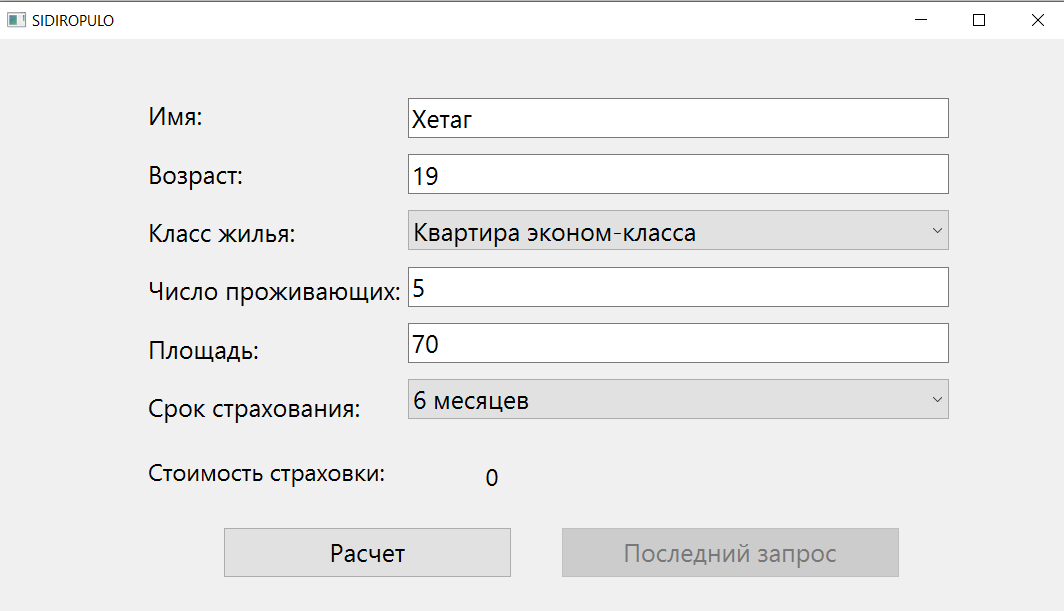 SIDIROPULO
Имя: Хетаг
Возраст: 19
Класс жилья: Квартира эконом-класса
Число проживающих: 5
Площадь: 70
Срок страхования: 6 месяцев
Стоимость страховки: 0
Расчет Последний запрос